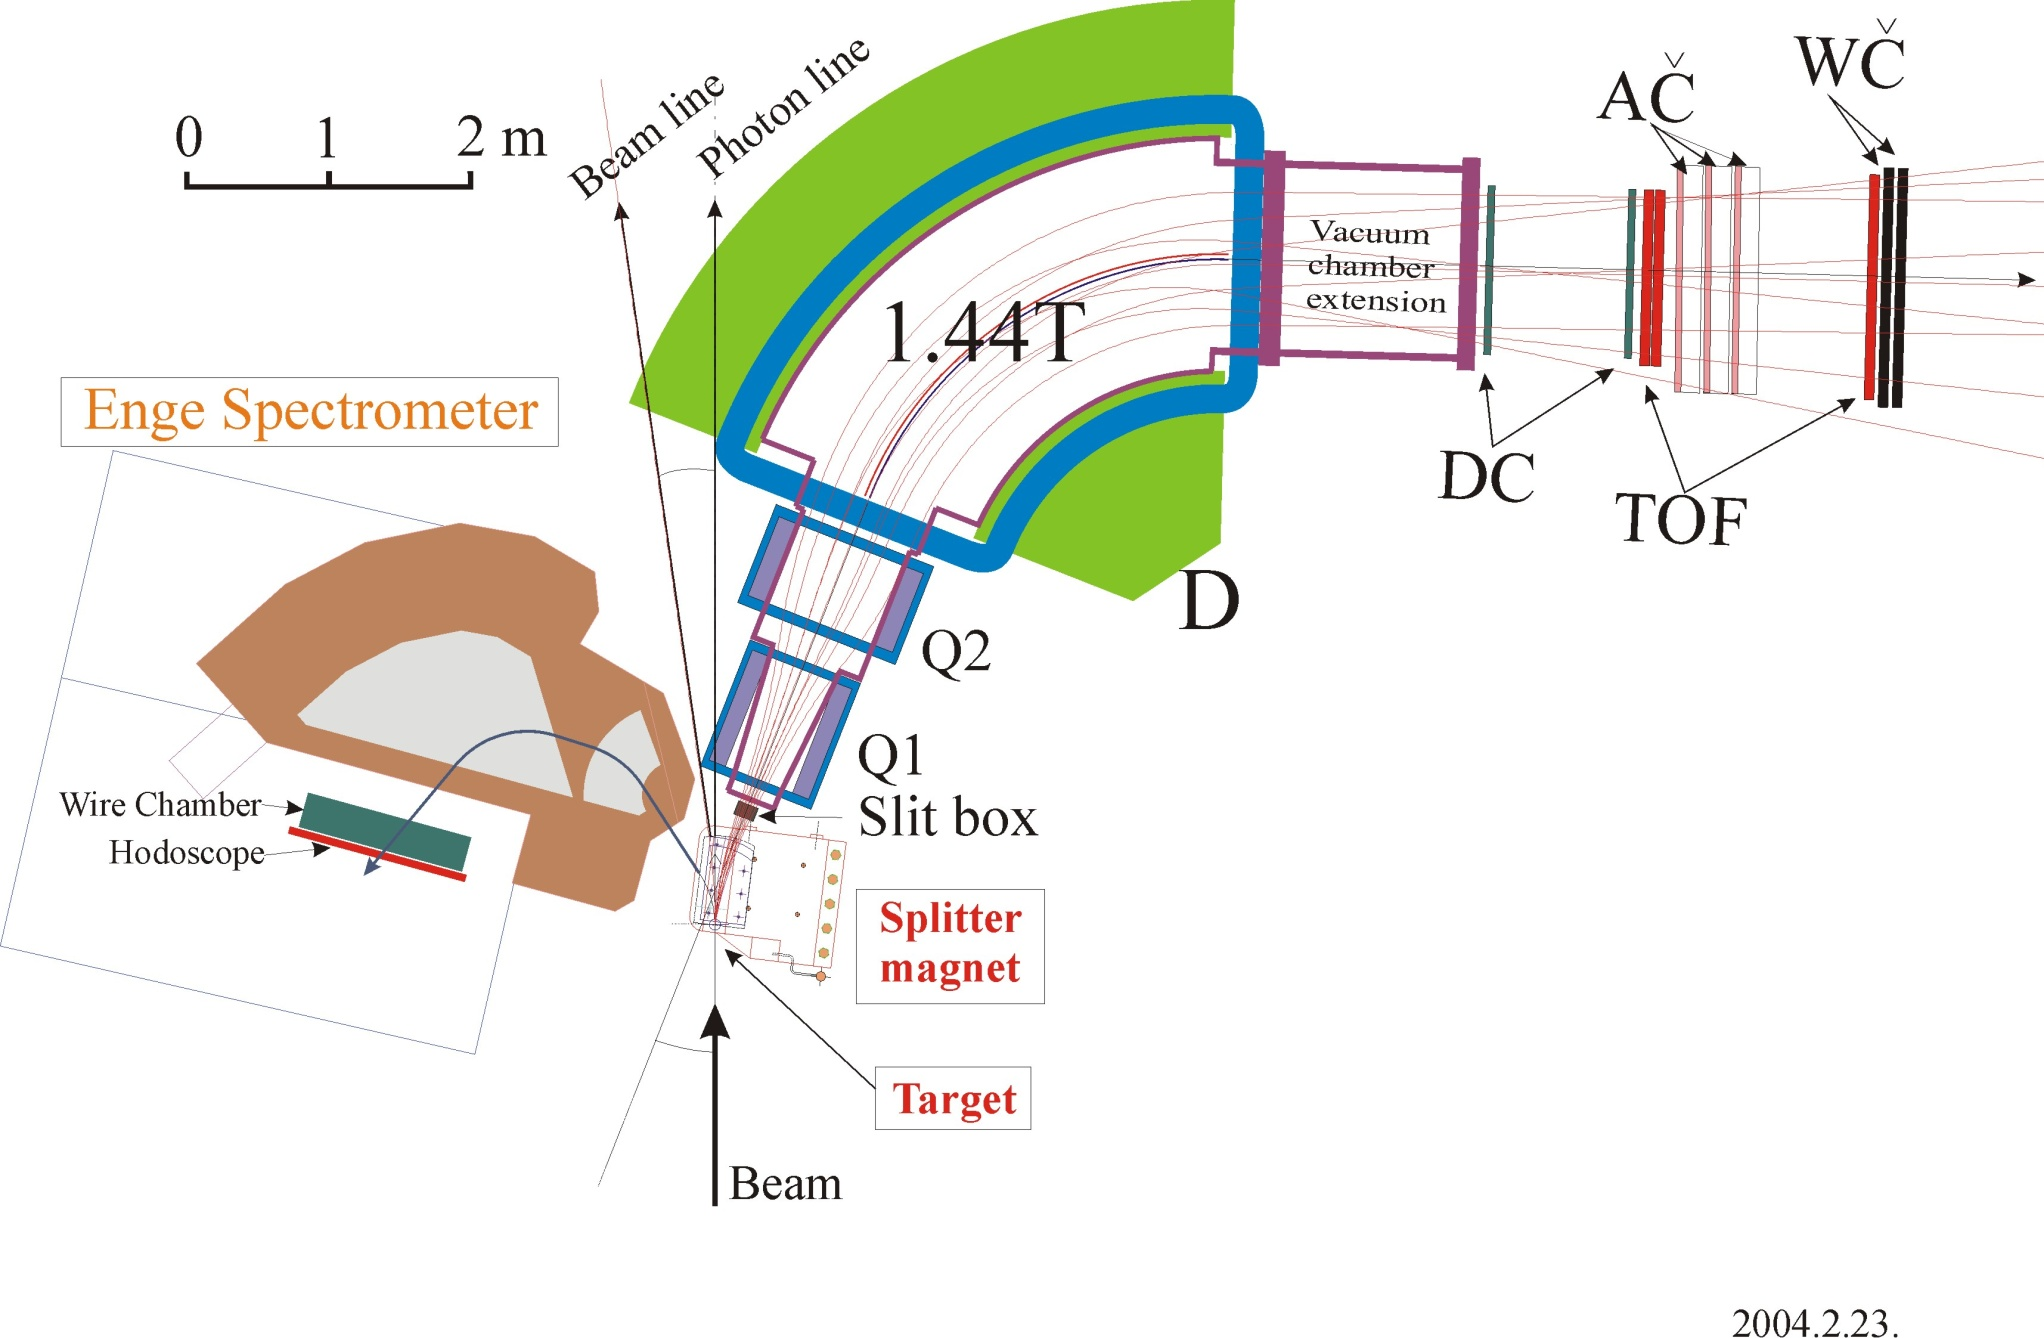 0 1 2 m
Beam line
Photon line
AČ
WČ
Vacuum
chamber
extension
1.44T
Enge Spectrometer
DC
TOF
D
Q2
Q1
Slit box
Wire Chamber
Hodoscope
Splitter
magnet
Target
Beam
2004.2.23.